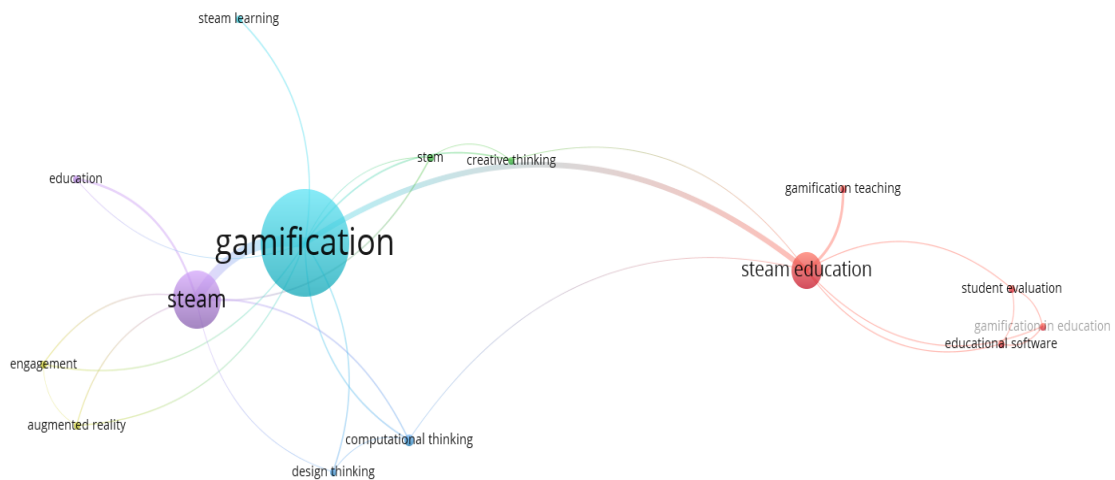 steam learning
stem
creative thinking
education
gamification teaching
gamification
steam education
steam
student evaluation
gamification in education
educational software
engagement
augmented reality
computational thinking
design thinking